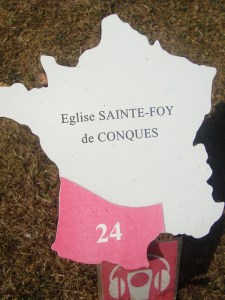 Eglise SAINTE-FOY
de CONQUES
24